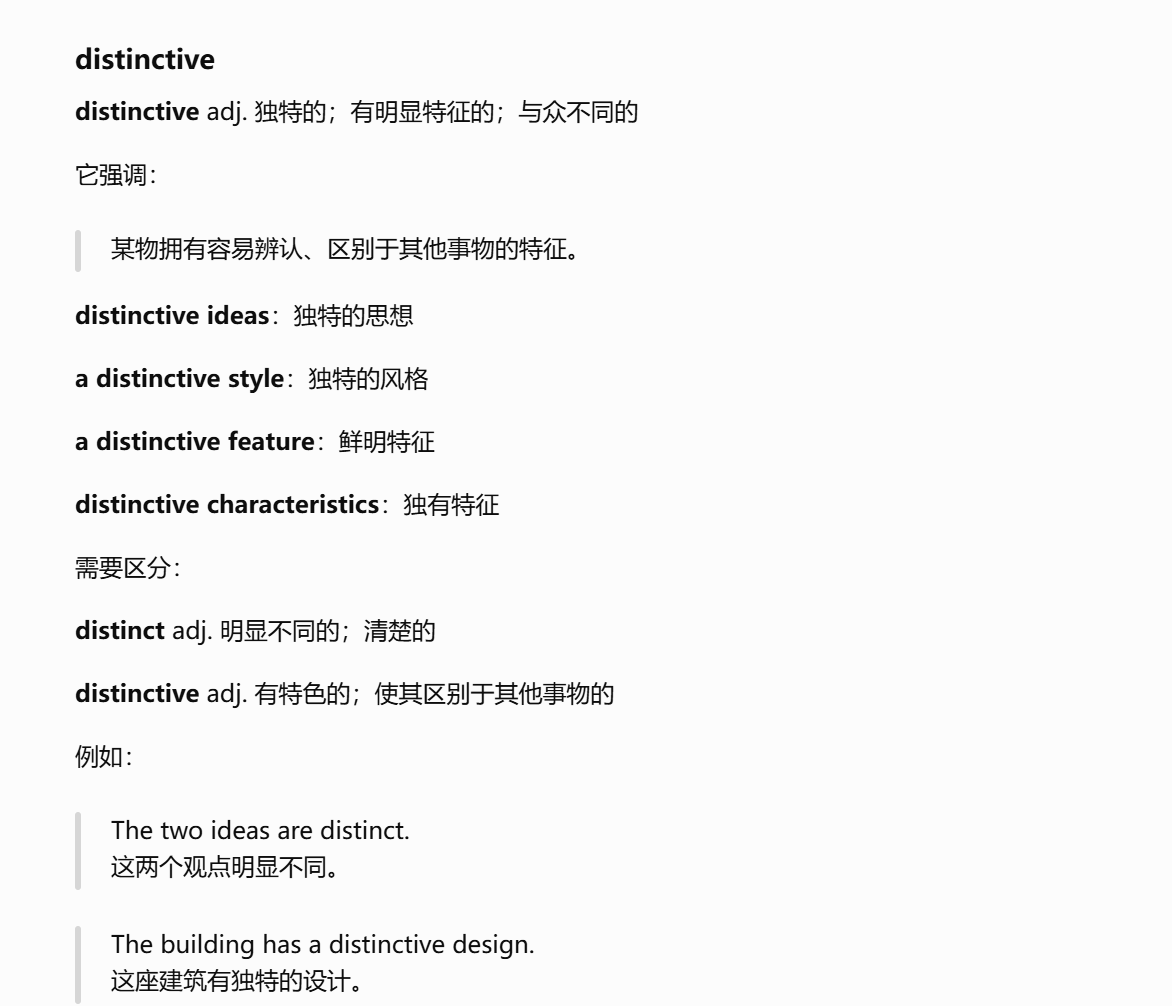 distinctive
distinctive adj. 独特的；有明显特征的；与众不同的
它强调：
某物拥有容易辨认、区别于其他事物的特征。
distinctive ideas：独特的思想
a distinctive style：独特的风格
a distinctive feature：鲜明特征
distinctive characteristics：独有特征
需要区分：
distinct adj. 明显不同的；清楚的
distinctive adj. 有特色的；使其区别于其他事物的
例如：
The two ideas are distinct.
这两个观点明显不同。
The building has a distinctive design.
这座建筑有独特的设计。